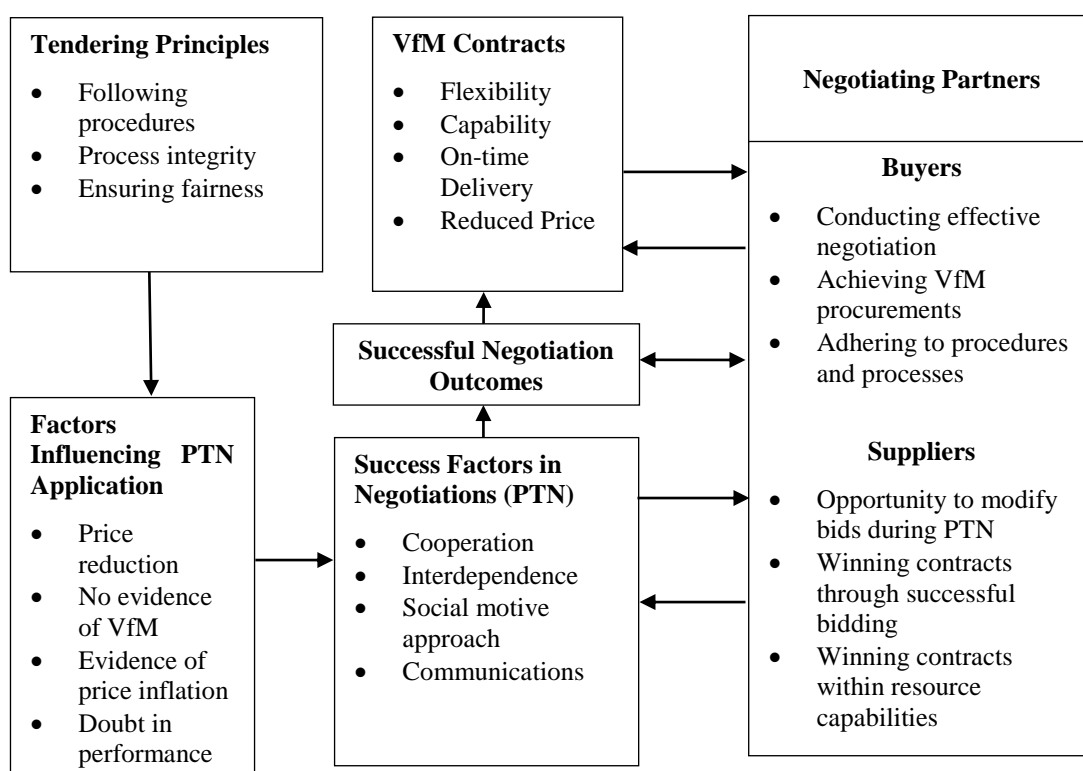 Tendering Principles
• Following
procedures
• Process integrity
• Ensuring fairness
VfM Contracts
• Flexibility
• Capability
• On-time
Delivery
• Reduced Price
Negotiating Partners
Buyers
• Conducting effective
negotiation
• Achieving VfM
procurements
• Adhering to procedures
and processes
Suppliers
• Opportunity to modify
bids during PTN
• Winning contracts
through successful
bidding
• Winning contracts
within resource
capabilities
Successful Negotiation
Outcomes
Factors
Influencing PTN
Application
• Price
reduction
• No evidence
of VfM
• Evidence of
price inflation
• Doubt in
performance
Success Factors in
Negotiations (PTN)
• Cooperation
• Interdependence
• Social motive
approach
• Communications